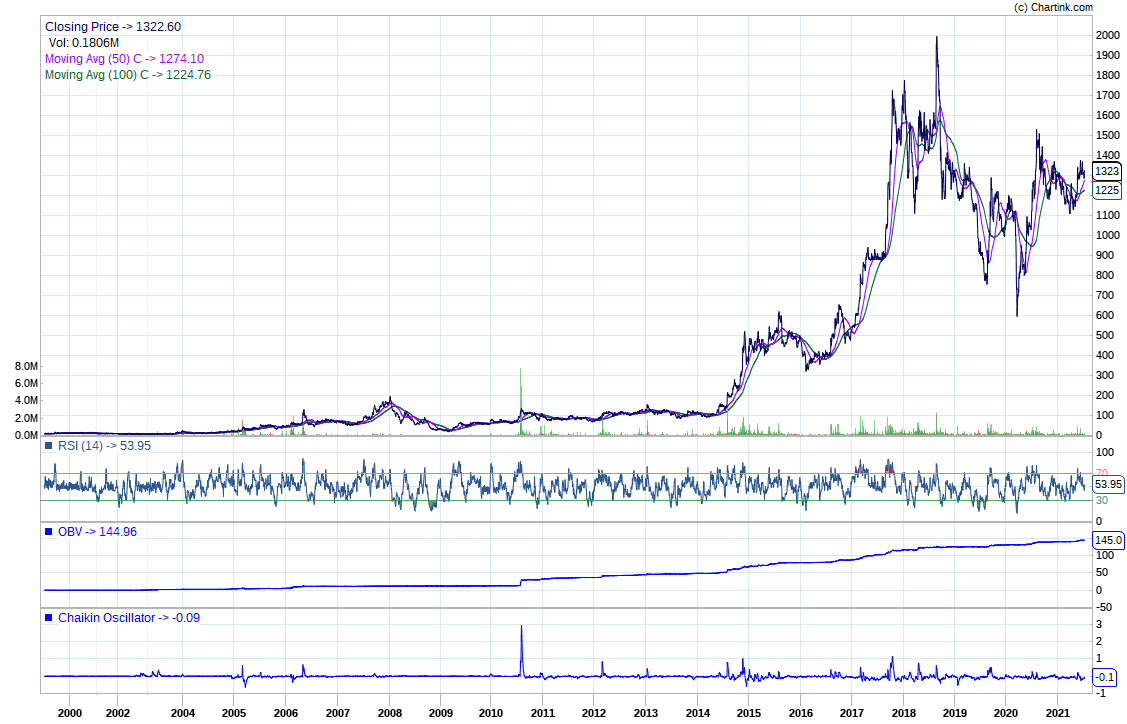 (c) Chartink.com
Closing Price -> 1322.60
Vol: 0.1806M
Moving Avg (50) C -> 1274.10
Moving Avg (100) C -> 1224.76
2000
1900
1800
1700
1600
1500
1400
1323
1225
1100
1000
900
800
700
600
500
400
300
200
100
0
8.0M
6.0M
4.0M
2.0M
0.0M
RSI (14) -> 53.95
100
70
53.95
30
0
OBV -> 144.96
145.0
100
50
0
-50
Chaikin Oscillator -> -0.09
3
2
1
-0.1
-1
2000 2002 2004 2005 2006 2007 2008 2009 2010 2011 2012 2013 2014 2015 2016 2017 2018 2019 2020 2021